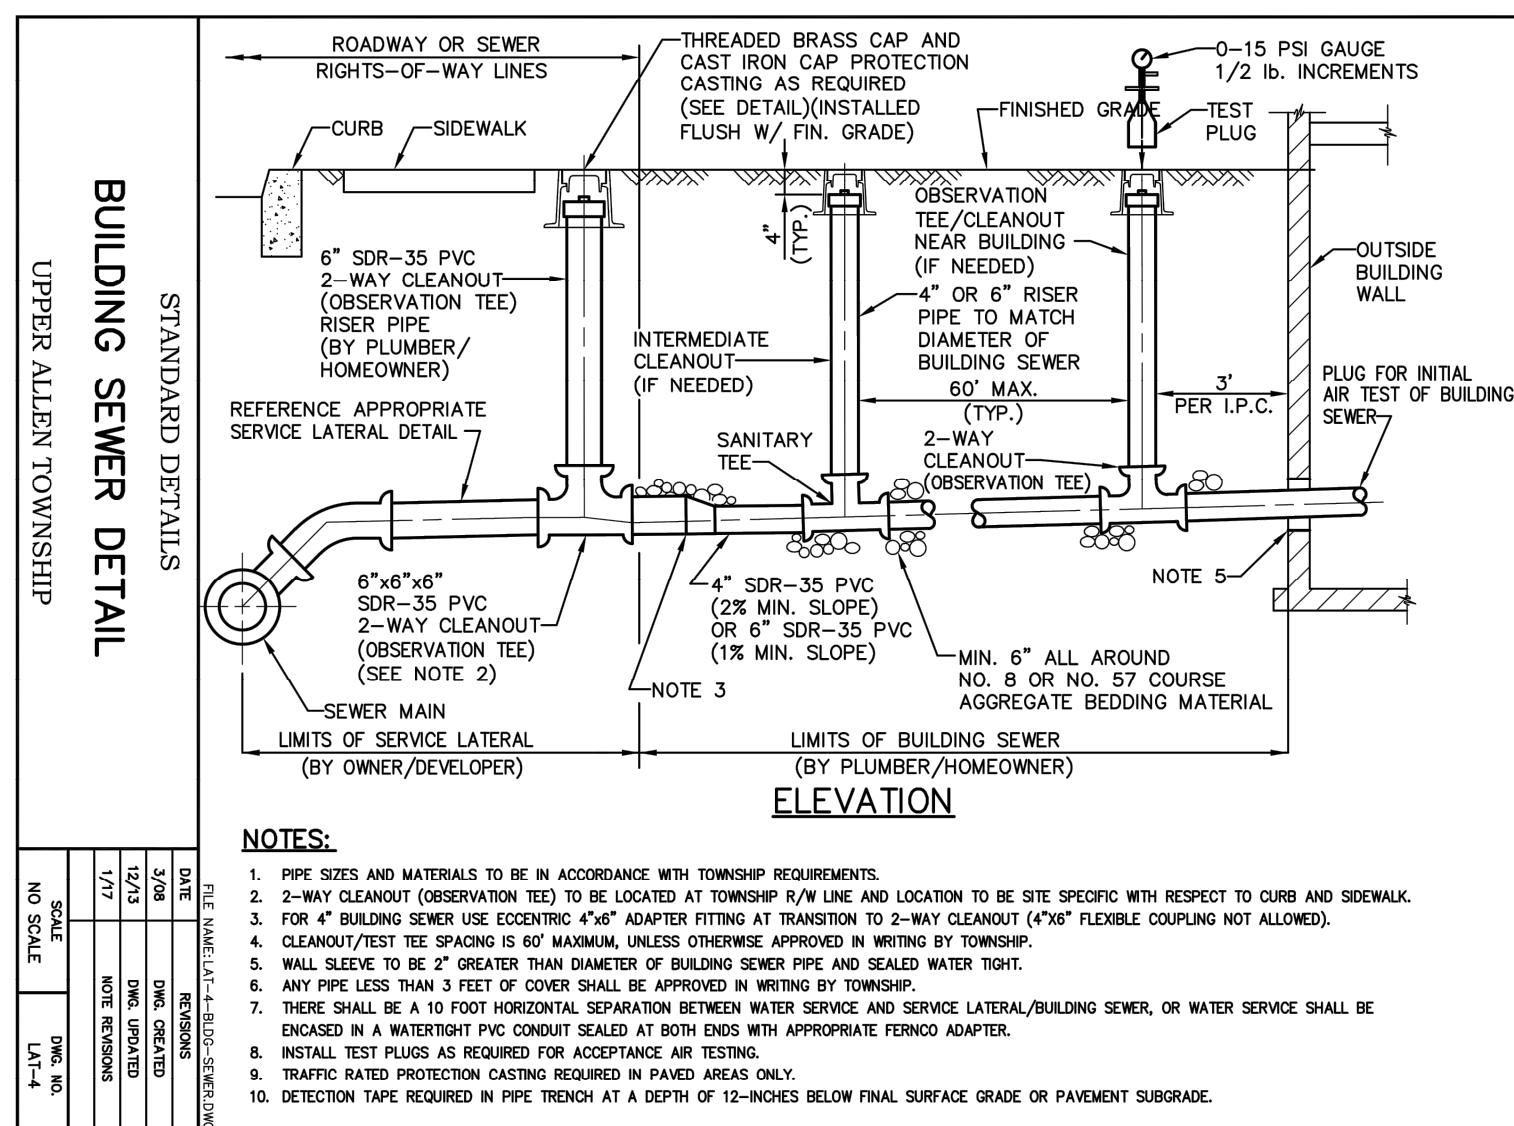 ROADWAY OR SEWER
RIGHTS-OF-WAY LINES
THREADED BRASS CAP AND
CAST IRON CAP PROTECTION
CASTING AS REQUIRED
(SEE DETAIL)(INSTALLED
FLUSH W/ FIN. GRADE)
0-15 PSI GAUGE
1/2 lb. INCREMENTS
FINISHED GRADE
TEST
PLUG
CURB
SIDEWALK
4"
(TYP.)
OBSERVATION
TEE/CLEANOUT
NEAR BUILDING
(IF NEEDED)
OUTSIDE
BUILDING
WALL
6" SDR-35 PVC
2-WAY CLEANOUT
(OBSERVATION TEE)
RISER PIPE
(BY PLUMBER/
HOMEOWNER)
4" OR 6" RISER
PIPE TO MATCH
DIAMETER OF
BUILDING SEWER
INTERMEDIATE
CLEANOUT
(IF NEEDED)
60' MAX.
(TYP.)
3'
PER I.P.C.
PLUG FOR INITIAL
AIR TEST OF BUILDING
SEWER
REFERENCE APPROPRIATE
SERVICE LATERAL DETAIL
SANITARY
TEE
2-WAY
CLEANOUT
(OBSERVATION TEE)
6"x6"x6"
SDR-35 PVC
2-WAY CLEANOUT
(OBSERVATION TEE)
(SEE NOTE 2)
4" SDR-35 PVC
(2% MIN. SLOPE)
OR 6" SDR-35 PVC
(1% MIN. SLOPE)
NOTE 5
NOTE 3
MIN. 6" ALL AROUND
NO. 8 OR NO. 57 COURSE
AGGREGATE BEDDING MATERIAL
SEWER MAIN
LIMITS OF SERVICE LATERAL
(BY OWNER/DEVELOPER)
LIMITS OF BUILDING SEWER
(BY PLUMBER/HOMEOWNER)
ELEVATION
NOTES:
1. PIPE SIZES AND MATERIALS TO BE IN ACCORDANCE WITH TOWNSHIP REQUIREMENTS.
2. 2-WAY CLEANOUT (OBSERVATION TEE) TO BE LOCATED AT TOWNSHIP R/W LINE AND LOCATION TO BE SITE SPECIFIC WITH RESPECT TO CURB AND SIDEWALK.
3. FOR 4" BUILDING SEWER USE ECCENTRIC 4"x6" ADAPTER FITTING AT TRANSITION TO 2-WAY CLEANOUT (4"X6" FLEXIBLE COUPLING NOT ALLOWED).
4. CLEANOUT/TEST TEE SPACING IS 60' MAXIMUM, UNLESS OTHERWISE APPROVED IN WRITING BY TOWNSHIP.
5. WALL SLEEVE TO BE 2" GREATER THAN DIAMETER OF BUILDING SEWER PIPE AND SEALED WATER TIGHT.
6. ANY PIPE LESS THAN 3 FEET OF COVER SHALL BE APPROVED IN WRITING BY TOWNSHIP.
7. THERE SHALL BE A 10 FOOT HORIZONTAL SEPARATION BETWEEN WATER SERVICE AND SERVICE LATERAL/BUILDING SEWER, OR WATER SERVICE SHALL BE
ENCASED IN A WATERTIGHT PVC CONDUIT SEALED AT BOTH ENDS WITH APPROPRIATE FERNCO ADAPTER.
8. INSTALL TEST PLUGS AS REQUIRED FOR ACCEPTANCE AIR TESTING.
9. TRAFFIC RATED PROTECTION CASTING REQUIRED IN PAVED AREAS ONLY.
10. DETECTION TAPE REQUIRED IN PIPE TRENCH AT A DEPTH OF 12-INCHES BELOW FINAL SURFACE GRADE OR PAVEMENT SUBGRADE.
STANDARD DETAILS
BUILDING SEWER DETAIL
UPPER ALLEN TOWNSHIP
FILE NAME: LAT-4-BLDG-SEWER.DWG
DATE REVISIONS
3/08 DWG. CREATED
12/13 DWG. UPDATED
1/17 NOTE REVISIONS
SCALE
NO SCALE
DWG. NO.
LAT-4